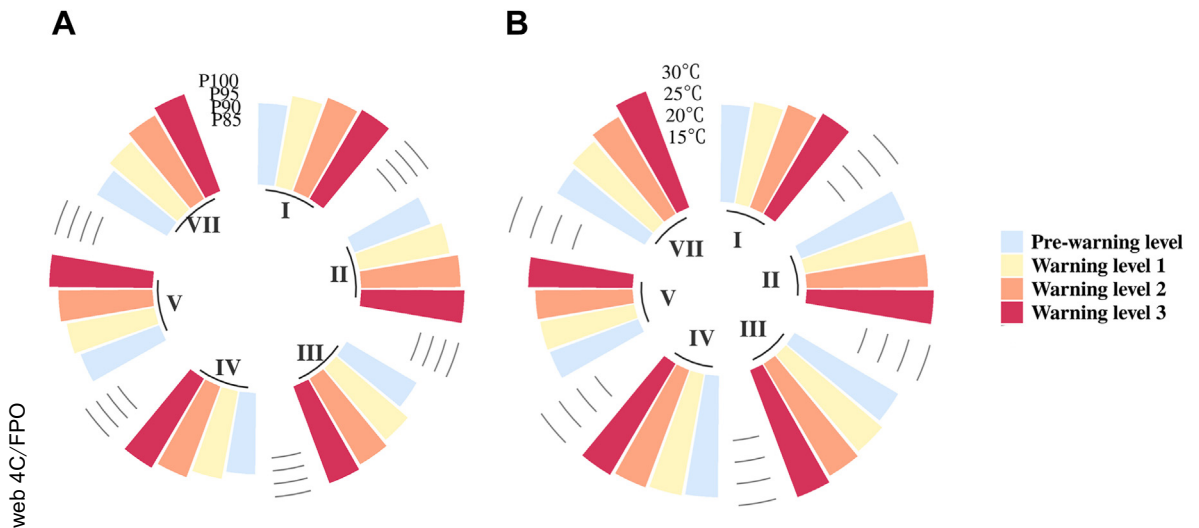 A
B
P100
P95
P90
P85
I
II
III
IV
V
VII
30°C
25°C
20°C
15°C
I
II
III
IV
V
VII
Pre-warning level
Warning level 1
Warning level 2
Warning level 3
web 4C/FPO